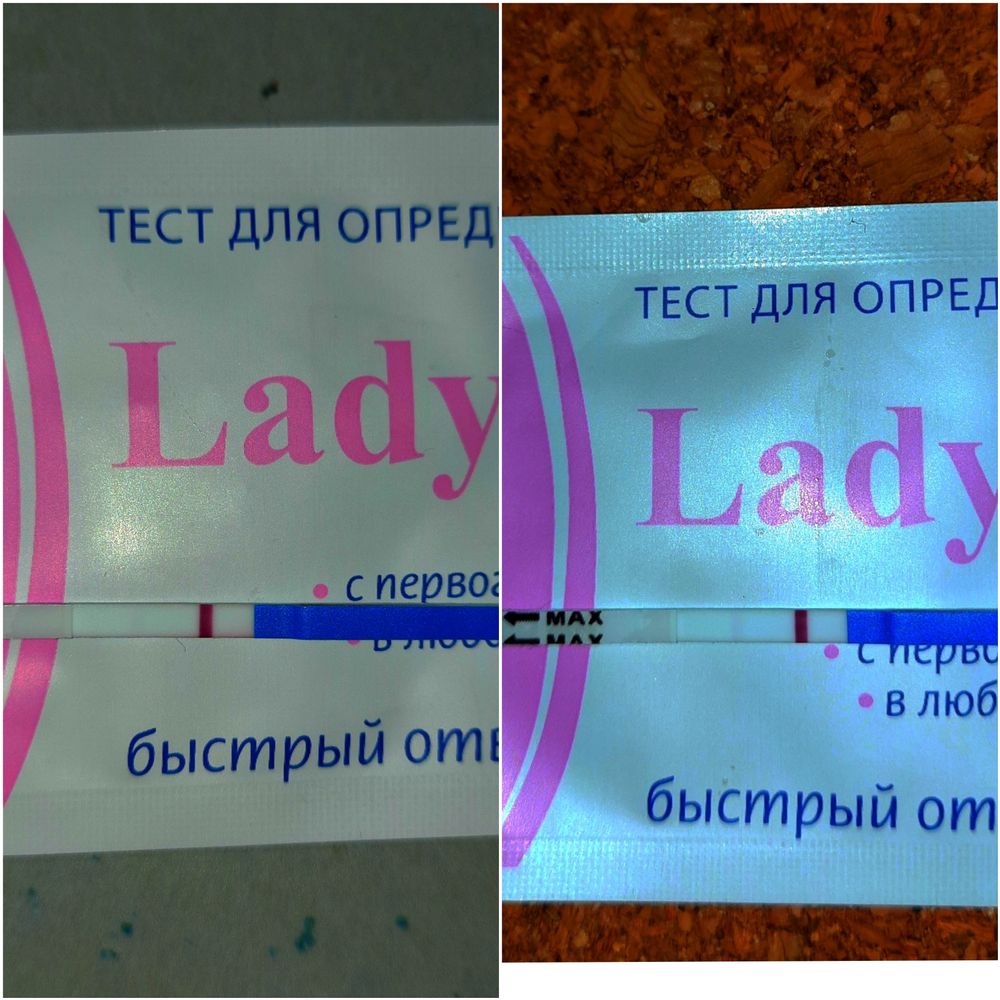 ТЕСТ ДЛЯ ОПРЕД
Lady
с первог
в любо
быстрый отв
ТЕСТ ДЛЯ ОПРЕД
Lady
MAX
MAX
с перво
в люб
быстрый от